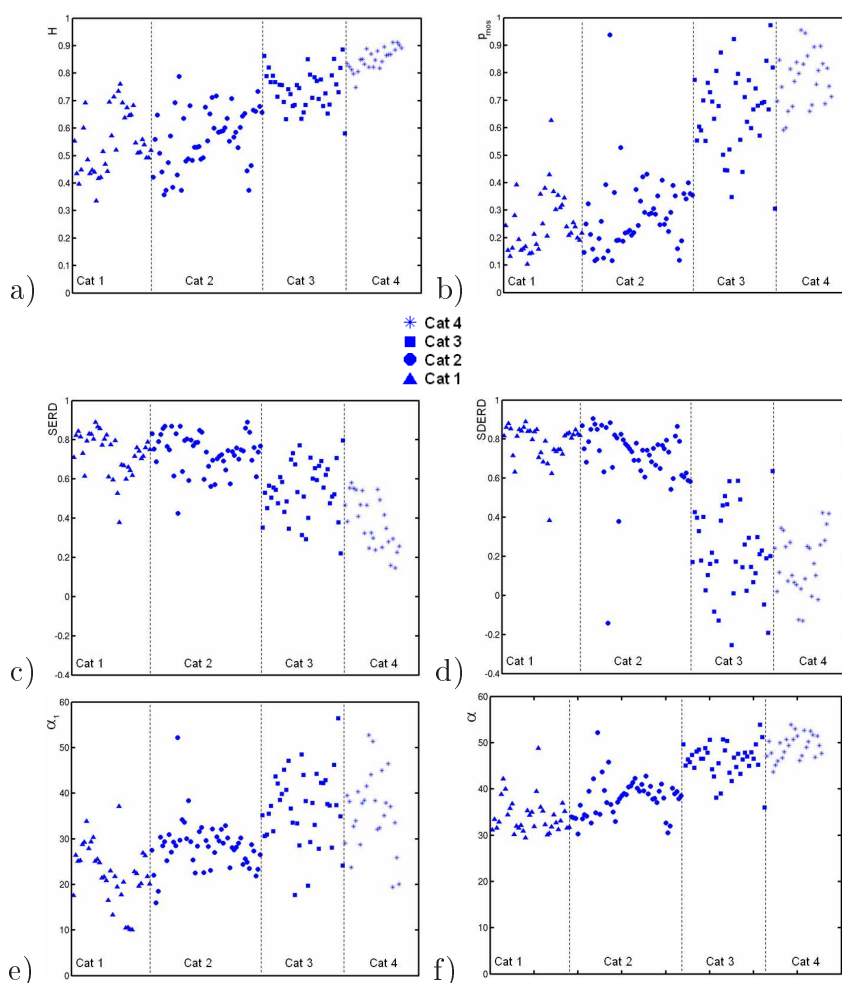 H
1
0.9
0.8
0.7
0.6
0.5
0.4
0.3
0.2
0.1
0
Cat 1 Cat 2 Cat 3 Cat 4
a)
p_mos
1
0.9
0.8
0.7
0.6
0.5
0.4
0.3
0.2
0.1
0
Cat 1 Cat 2 Cat 3 Cat 4
b)
Cat 4
Cat 3
Cat 2
Cat 1
SERD
1
0.8
0.6
0.4
0.2
0
-0.2
-0.4
Cat 1 Cat 2 Cat 3 Cat 4
c)
SDERD
1
0.8
0.6
0.4
0.2
0
-0.2
-0.4
Cat 1 Cat 2 Cat 3 Cat 4
d)
α₁
60
50
40
30
20
10
0
Cat 1 Cat 2 Cat 3 Cat 4
e)
α
60
50
40
30
20
10
0
Cat 1 Cat 2 Cat 3 Cat 4
f)